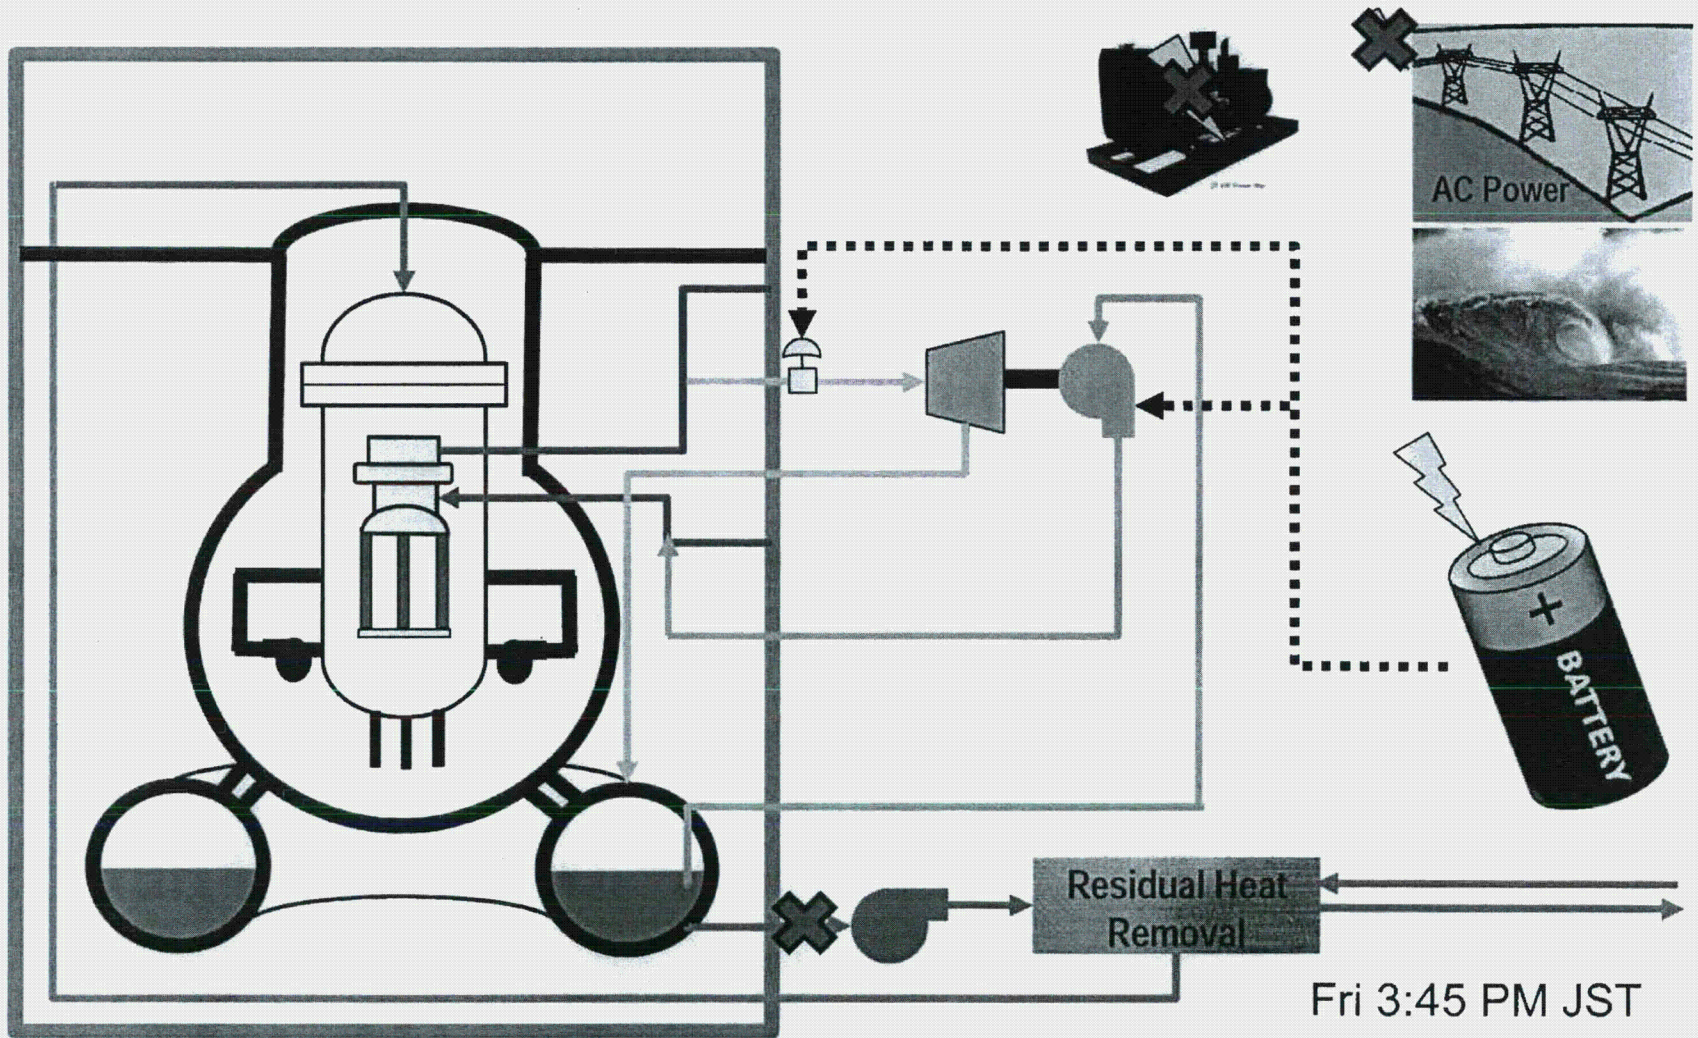 AC Power
+
BATTERY
Residual Heat
Removal
Fri 3:45 PM JST